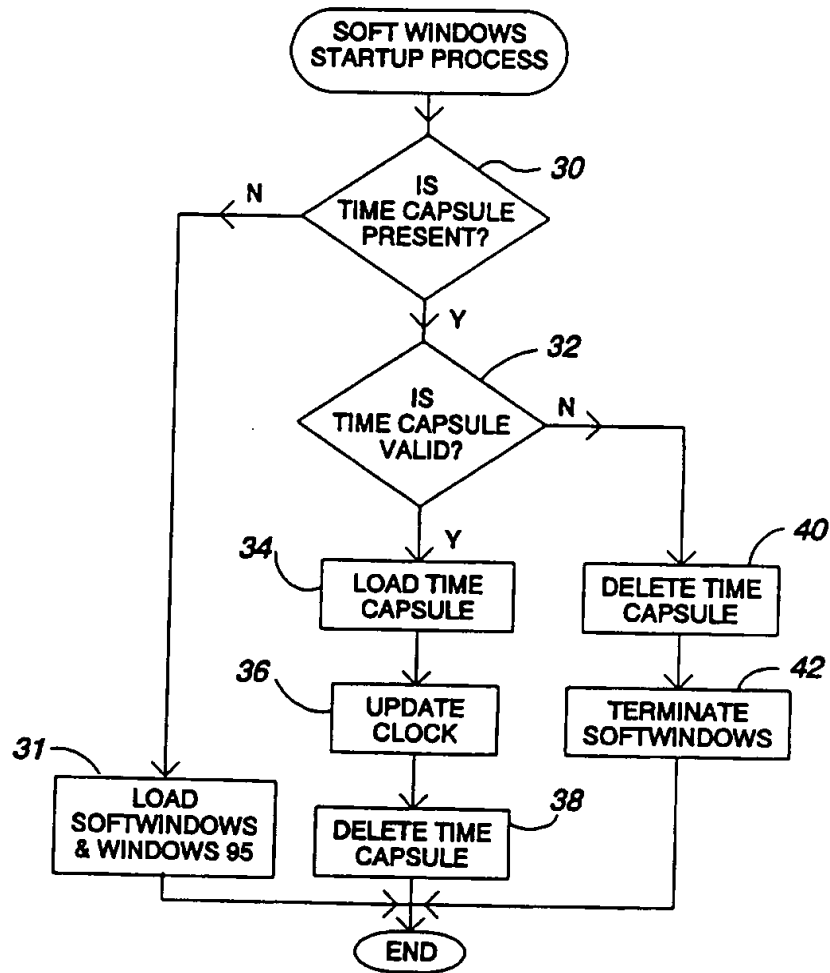 SOFT WINDOWS
STARTUP PROCESS
30
IS
TIME CAPSULE
PRESENT?
N
Y
32
IS
TIME CAPSULE
VALID?
N
Y
34
LOAD TIME
CAPSULE
40
DELETE TIME
CAPSULE
36
UPDATE
CLOCK
42
TERMINATE
SOFTWINDOWS
31
LOAD
SOFTWINDOWS
& WINDOWS 95
38
DELETE TIME
CAPSULE
END